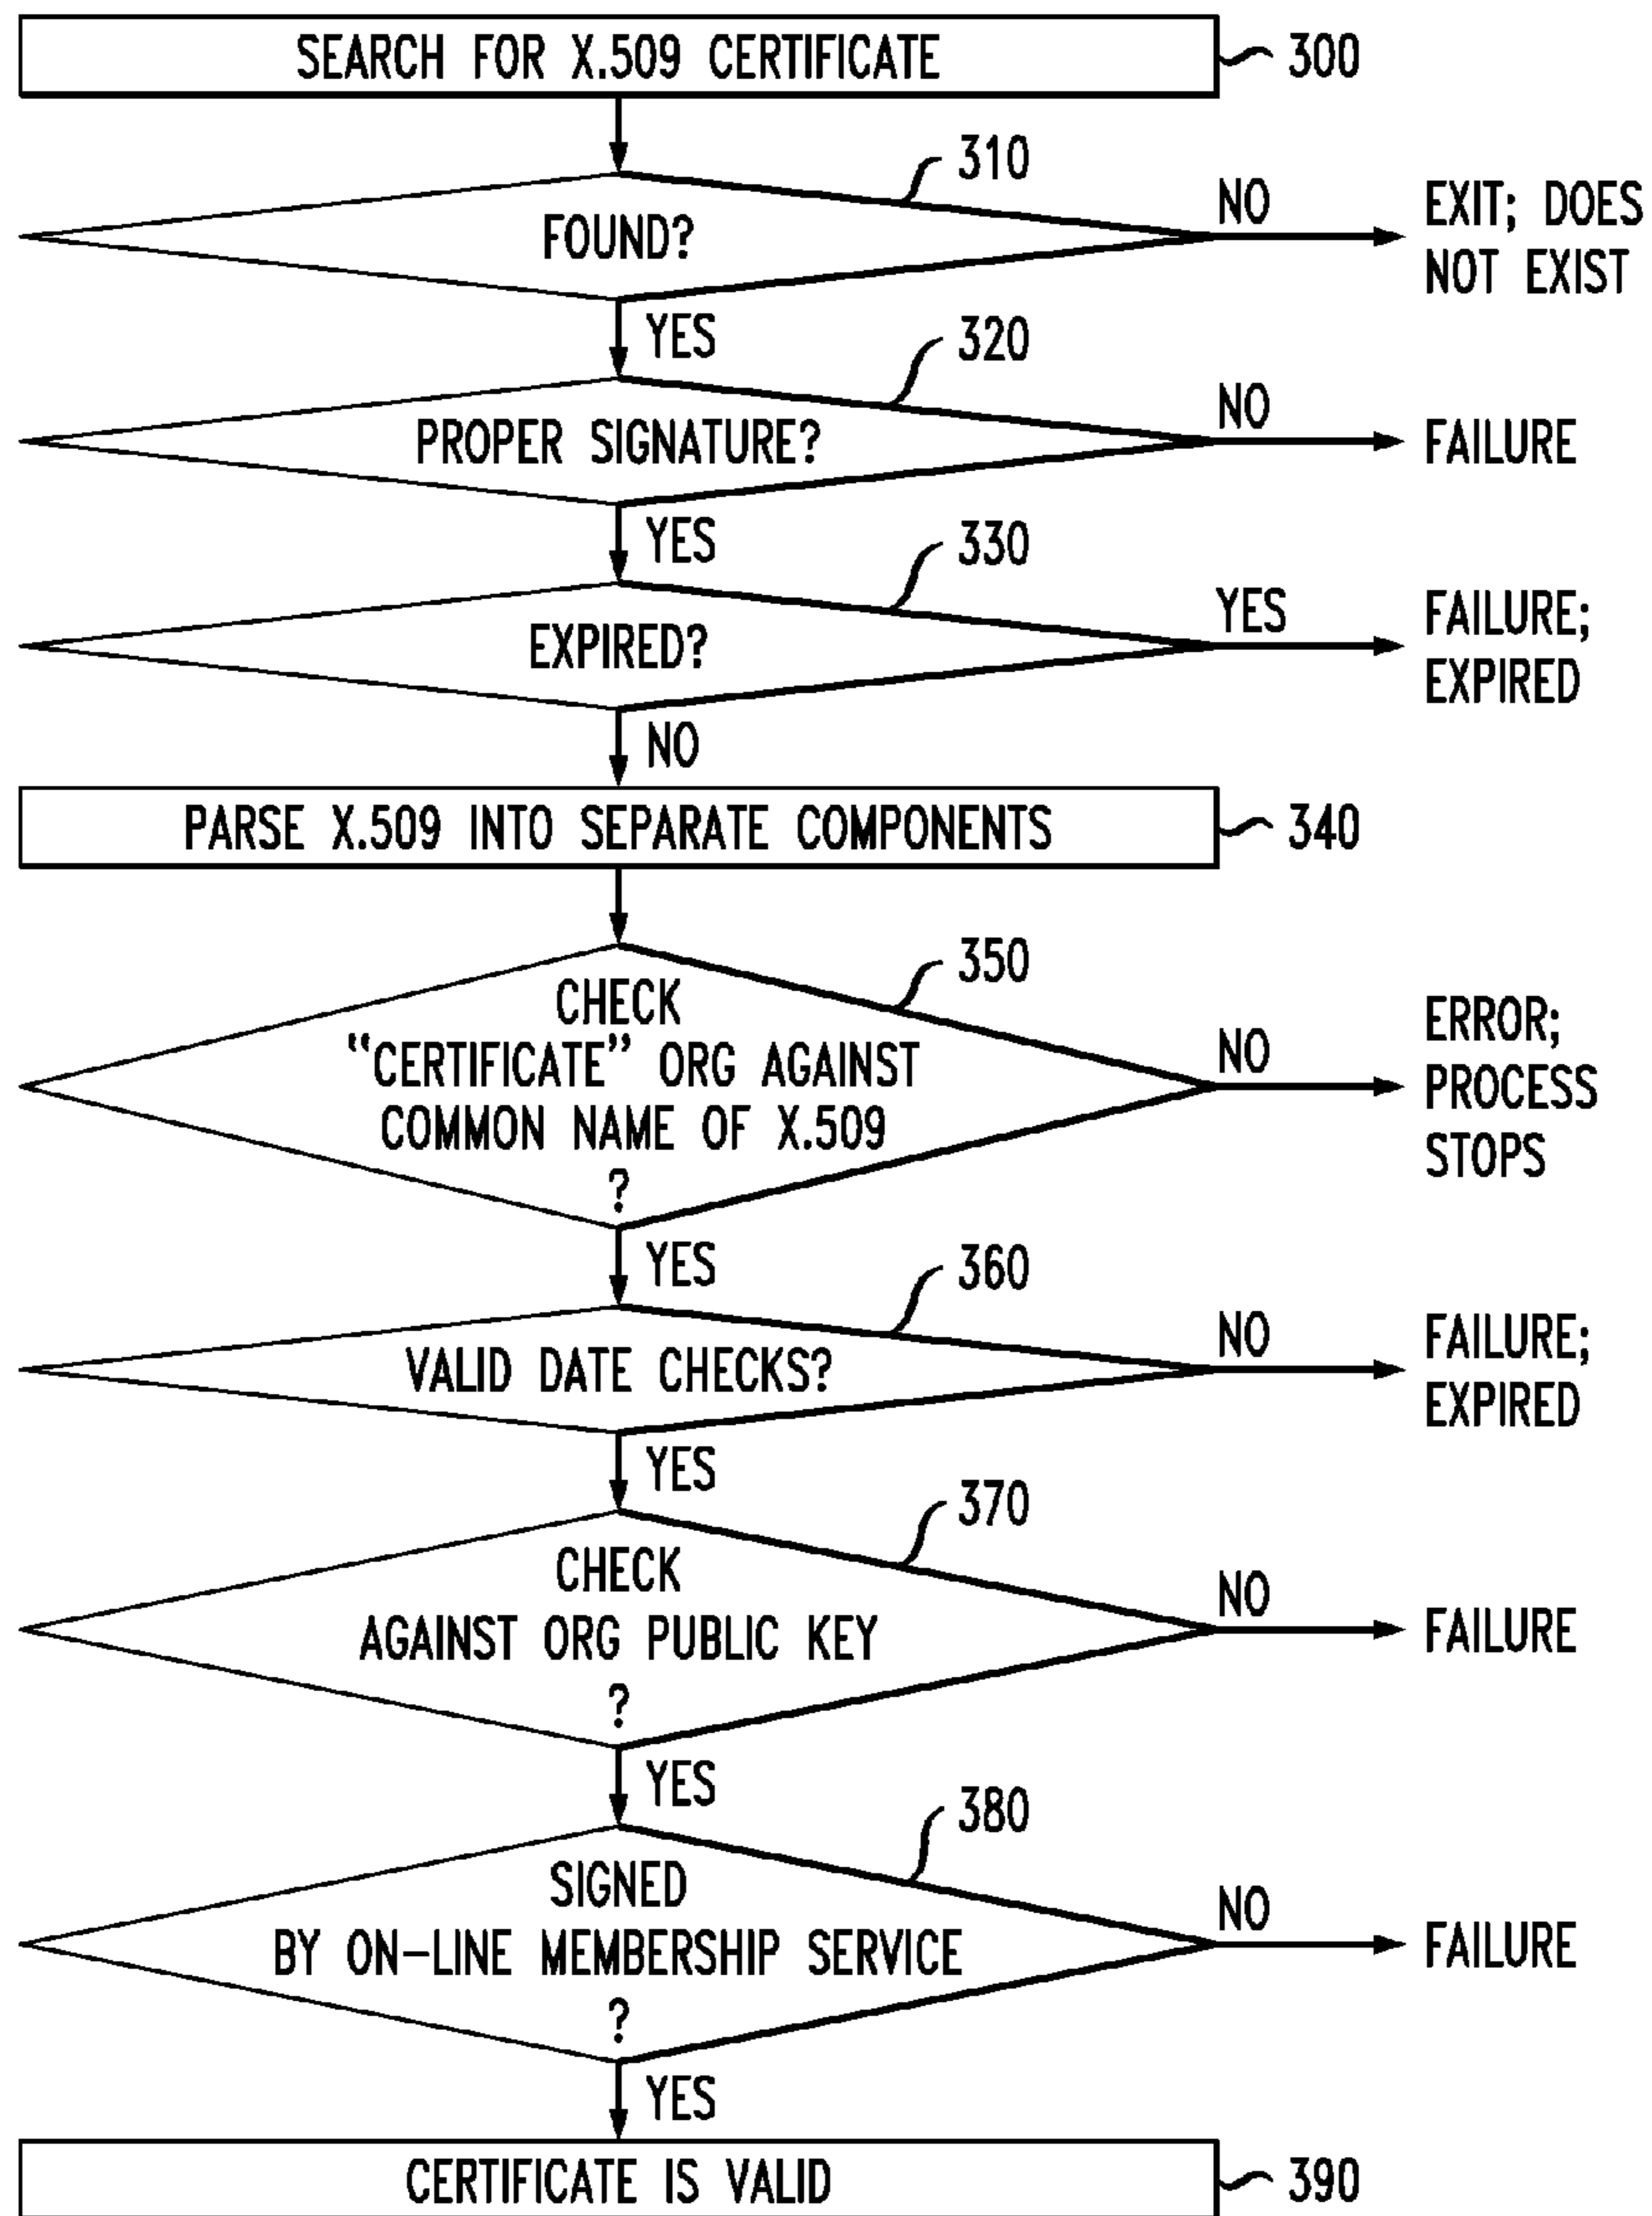 SEARCH FOR X.509 CERTIFICATE
300
310
FOUND?
NO
EXIT; DOES
NOT EXIST
YES
320
PROPER SIGNATURE?
NO
FAILURE
YES
330
EXPIRED?
YES
FAILURE;
EXPIRED
NO
PARSE X.509 INTO SEPARATE COMPONENTS
340
350
CHECK
“CERTIFICATE” ORG AGAINST
COMMON NAME OF X.509
?
NO
ERROR;
PROCESS
STOPS
YES
360
VALID DATE CHECKS?
NO
FAILURE;
EXPIRED
YES
370
CHECK
AGAINST ORG PUBLIC KEY
?
NO
FAILURE
YES
380
SIGNED
BY ON-LINE MEMBERSHIP SERVICE
?
NO
FAILURE
YES
CERTIFICATE IS VALID
390